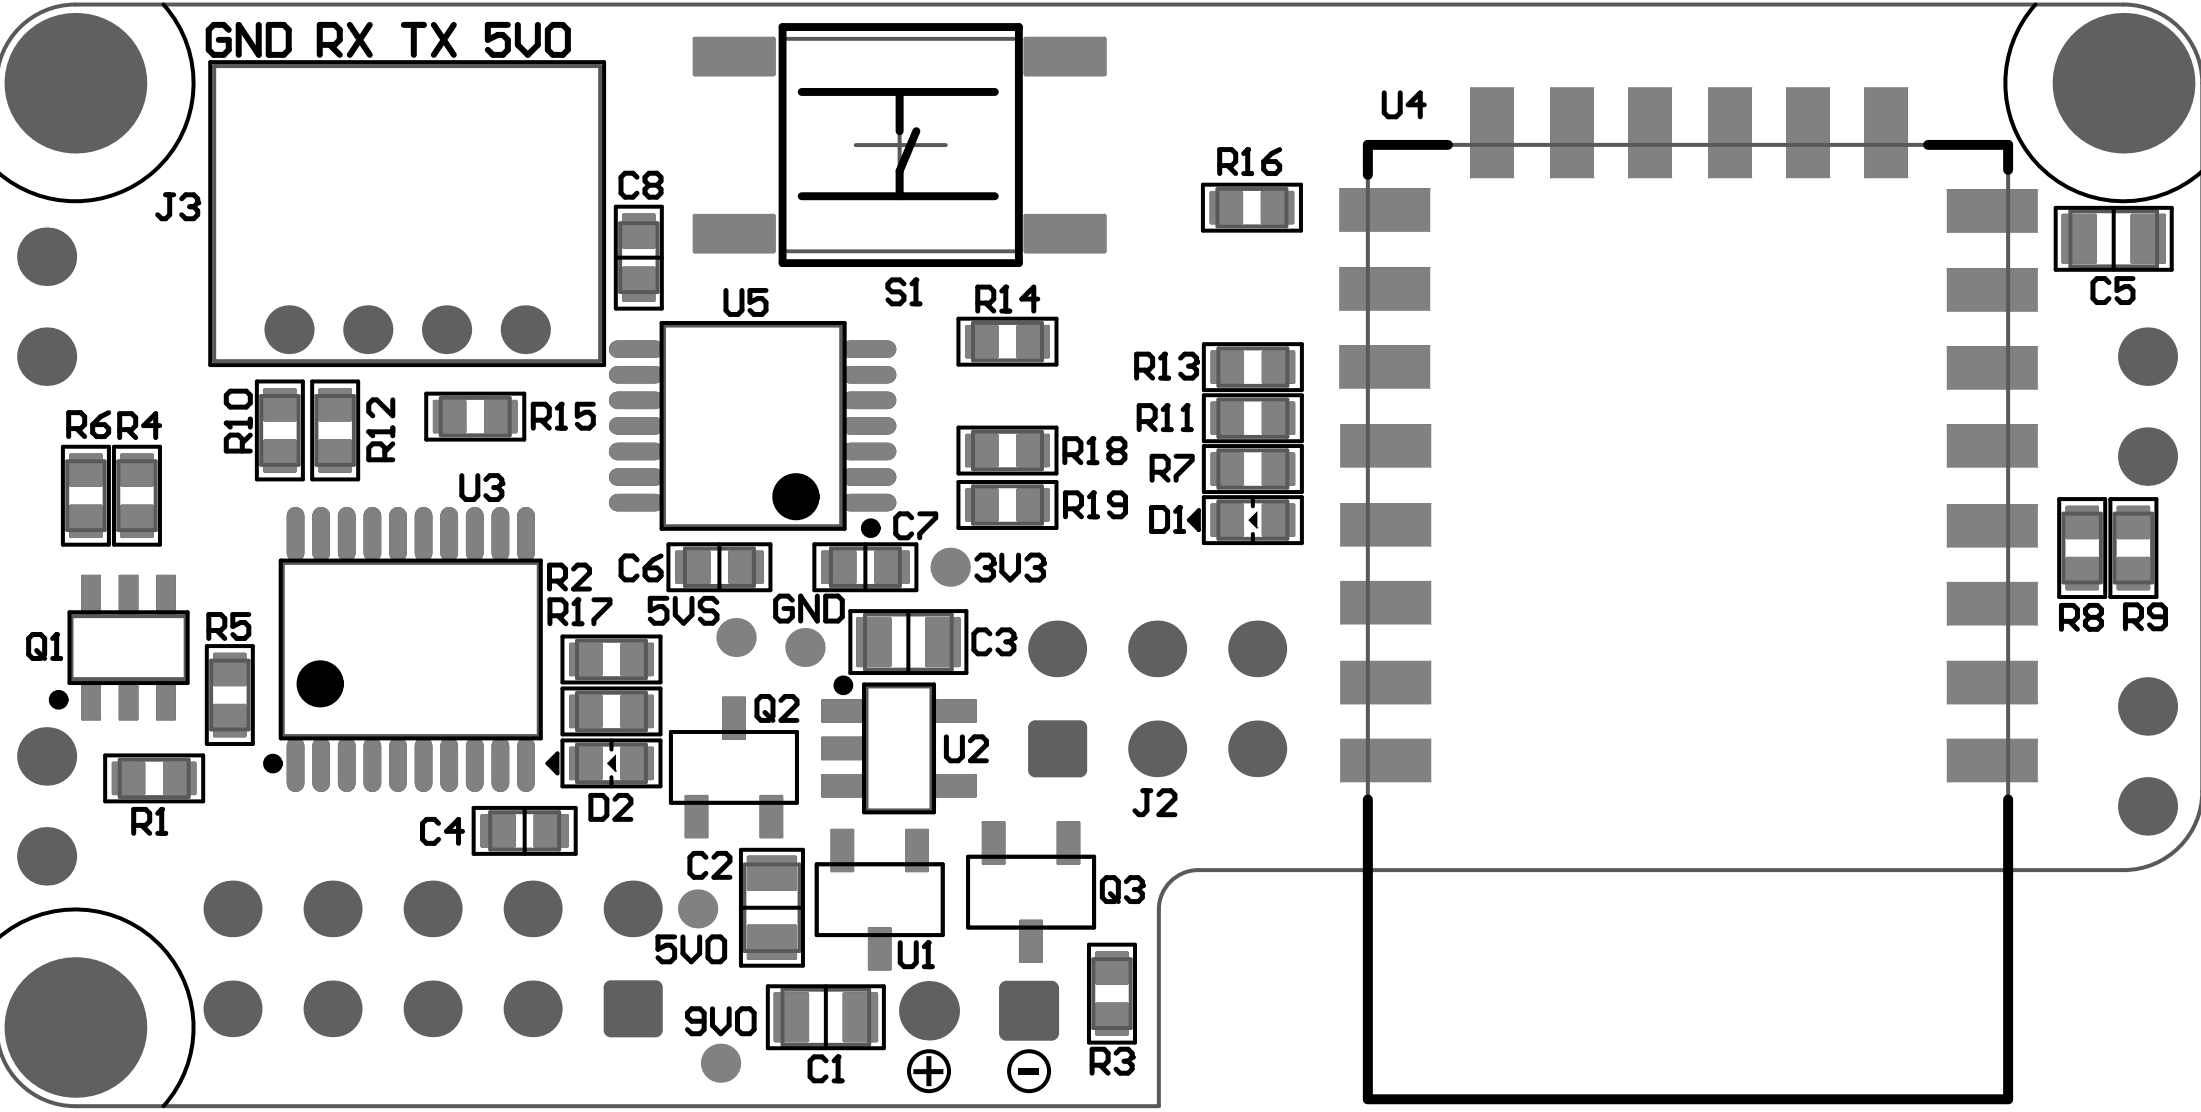 GND RX TX 5V0
U4
R16
C8
J3
C5
S1
U5
R14
R13
R10
R12
R15
R11
R6 R4
R18
R7
U3
R19
D1
C7
C6
3V3
R2
R17
5VS
GND
R8 R9
R5
Q1
C3
Q2
U2
J2
D2
R1
C4
C2
Q3
5V0
U1
9V0
C1
+
-
R3